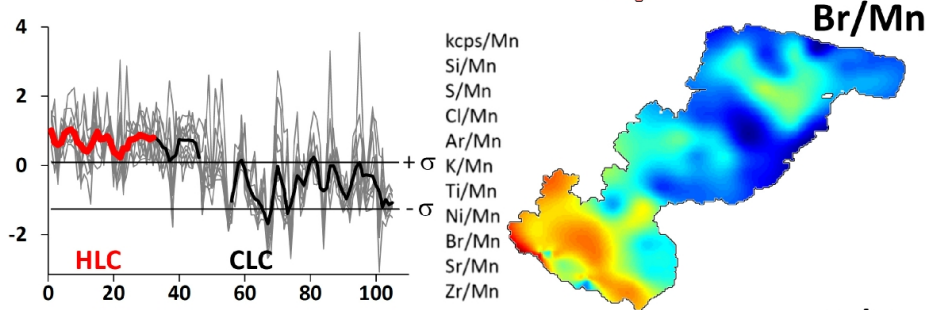 4
2
0
-2
+ σ
- σ
HLC
CLC
0 20 40 60 80 100
kcps/Mn
Si/Mn
S/Mn
Cl/Mn
Ar/Mn
K/Mn
Ti/Mn
Ni/Mn
Br/Mn
Sr/Mn
Zr/Mn
Br/Mn